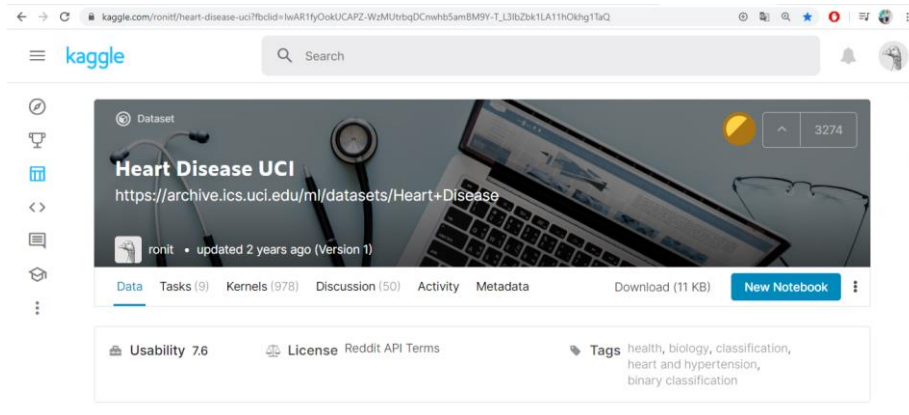 kaggle.com/ronitf/heart-disease-uci?fbclid=IwAR1fyOokUCAPZ-WzMUtrbqDCnwhb5amBM9Y-T_L3IbZbk1LA11hOkhg1TaQ
kaggle
Search
Dataset
3274
Heart Disease UCI
https://archive.ics.uci.edu/ml/datasets/Heart+Disease
ronit • updated 2 years ago (Version 1)
Data Tasks (9) Kernels (978) Discussion (50) Activity Metadata Download (11 KB) New Notebook
Usability 7.6 License Reddit API Terms Tags health, biology, classification,
heart and hypertension,
binary classification